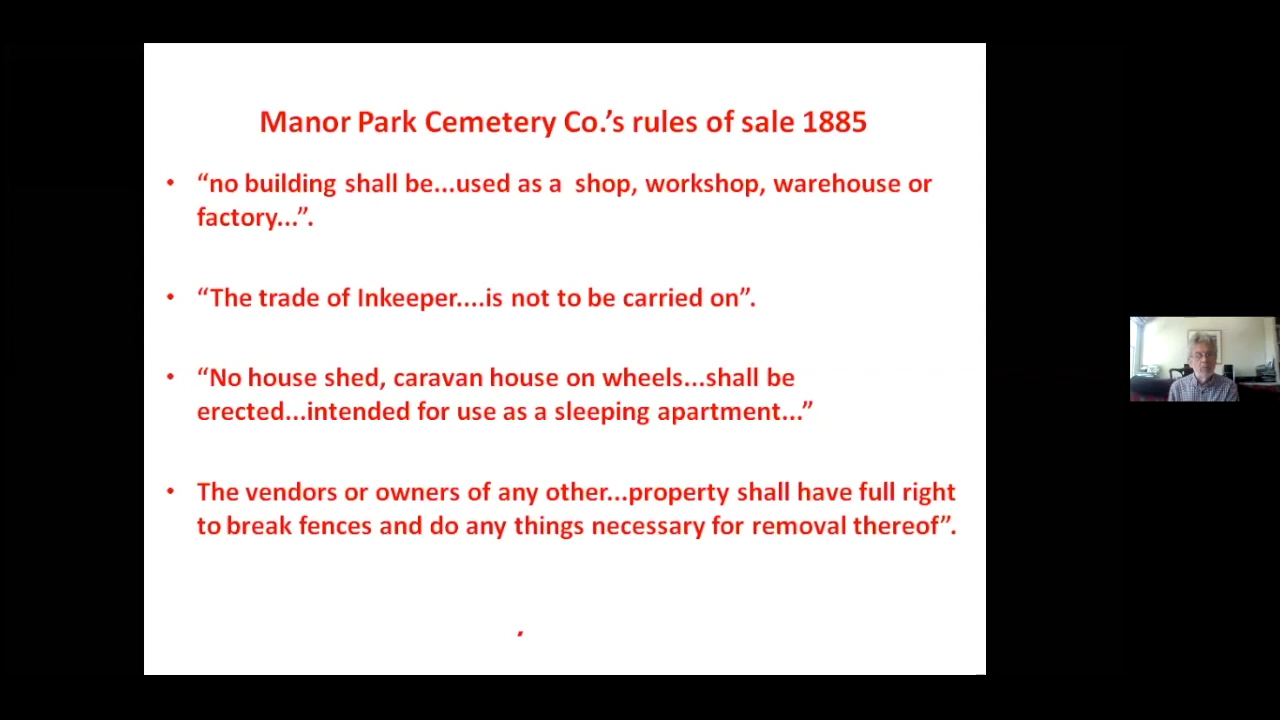 Manor Park Cemetery Co.’s rules of sale 1885
• “no building shall be...used as a  shop, workshop, warehouse or
factory...”.
• “The trade of Inkeeper....is not to be carried on”.
• “No house shed, caravan house on wheels...shall be
erected...intended for use as a sleeping apartment...”
• The vendors or owners of any other...property shall have full right
to break fences and do any things necessary for removal thereof”.